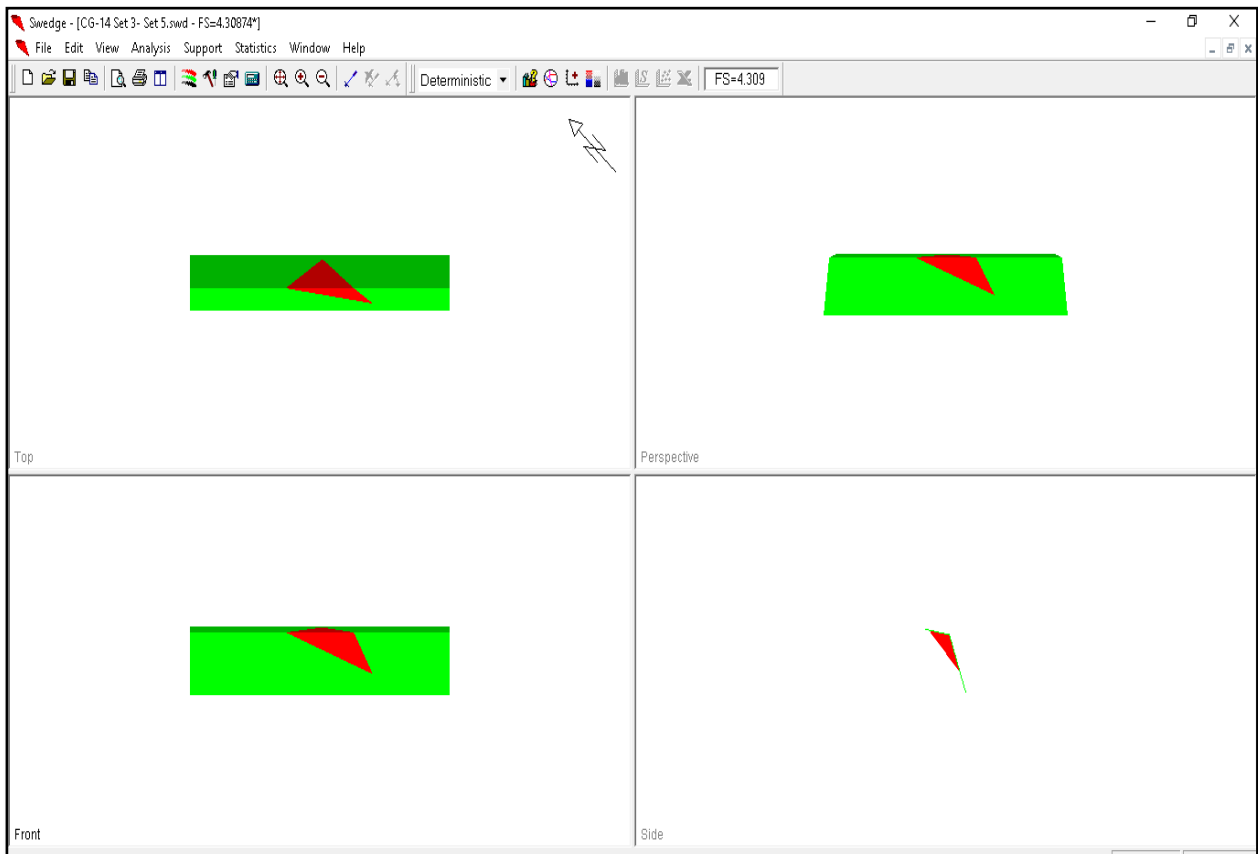 Swedge - [CG-14 Set 3- Set 5.swd - FS=4.30874*]
File Edit View Analysis Support Statistics Window Help
Deterministic FS=4.309
Top
Perspective
Front
Side